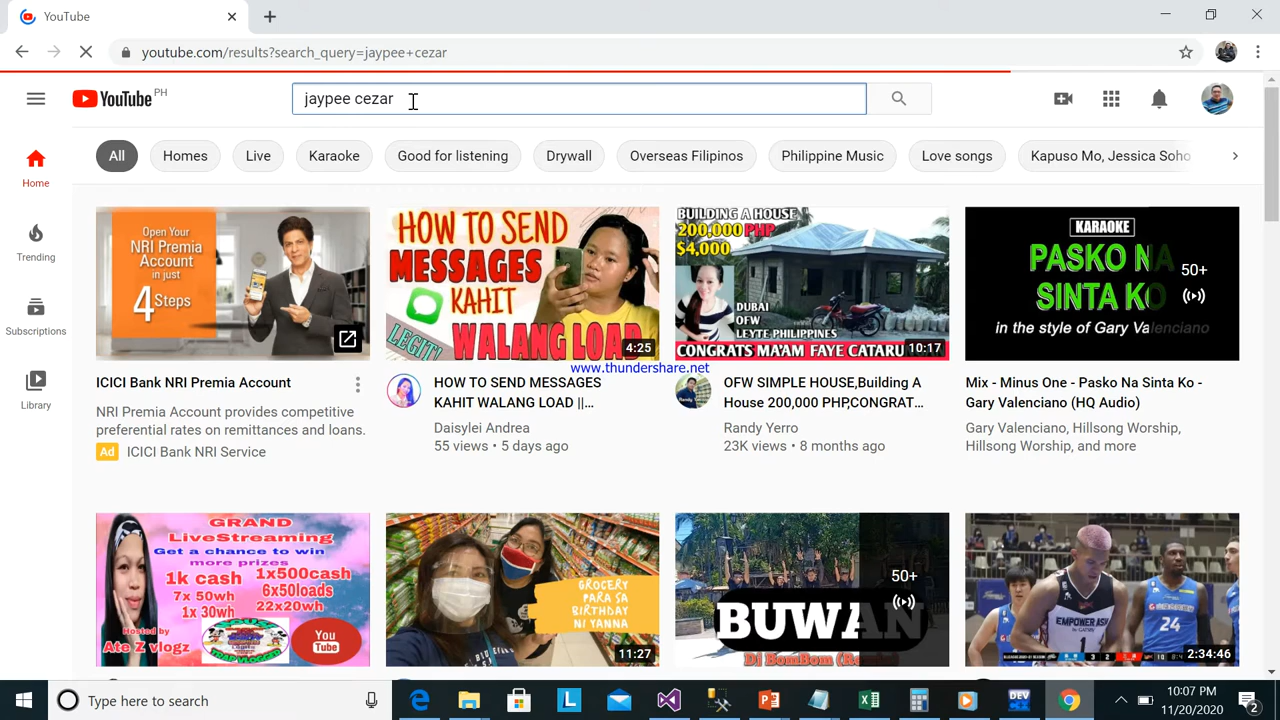 YouTube
youtube.com/results?search_query=jaypee+cezar
YouTube PH
jaypee cezar
All
Homes
Live
Karaoke
Good for listening
Drywall
Overseas Filipinos
Philippine Music
Love songs
Kapuso Mo, Jessica Soho
Home
Trending
Subscriptions
Library
Open Your
NRI Premia
Account
in just
4 Steps
ICICI Bank NRI Premia Account
NRI Premia Account provides competitive
preferential rates on remittances and loans.
Ad ICICI Bank NRI Service
HOW TO SEND
MESSAGES
KAHIT
LEGIT!
WALANG LOAD
4:25
HOW TO SEND MESSAGES
KAHIT WALANG LOAD ||...
Daisylei Andrea
55 views • 5 days ago
BUILDING A HOUSE
200,000 PHP
$4,000
DUBAI
OFW
LEYTE PHILIPPINES
CONGRATS MA'AM FAYE CATARU
10:17
www.thundershare.net
OFW SIMPLE HOUSE,Building A
House 200,000 PHP,CONGRAT...
Randy Yerro
23K views • 8 months ago
KARAOKE
PASKO NA
SINTA KO
in the style of Gary Valenciano
50+
Mix - Minus One - Pasko Na Sinta Ko -
Gary Valenciano (HQ Audio)
Gary Valenciano, Hillsong Worship,
Hillsong Worship, and more
GRAND
LiveStreaming
Get a chance to win
more prizes
1k cash
1x500cash
7x 50wh
6x50loads
1x 30wh
22x20wh
Hosted by
Ate Z vlogz
You
Tube
GROCERY
PARA SA
BIRTHDAY
NI YANNA
11:27
BUWAN
50+
EMPOWER ASIA
24
2:34:46
Type here to search
10:07 PM
11/20/2020
2